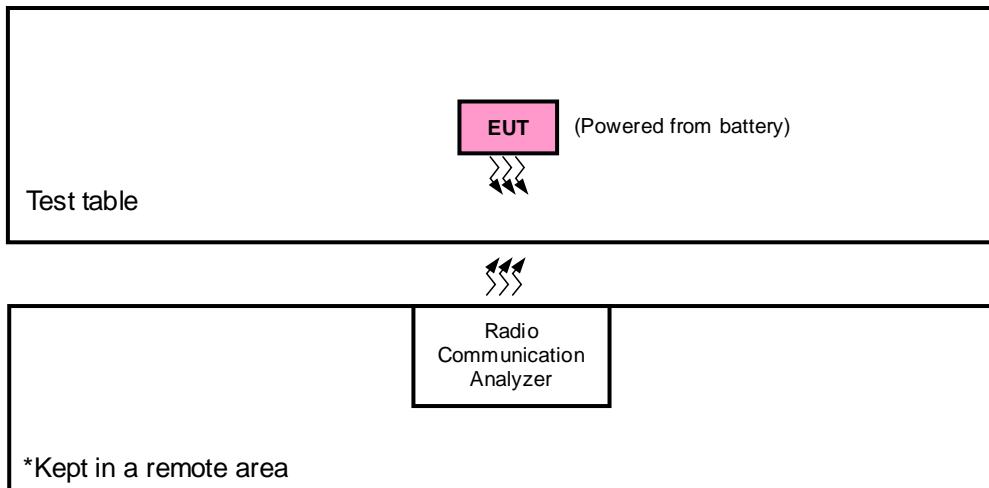 EUT
(Powered from battery)
Test table
Radio
Communication
Analyzer
*Kept in a remote area